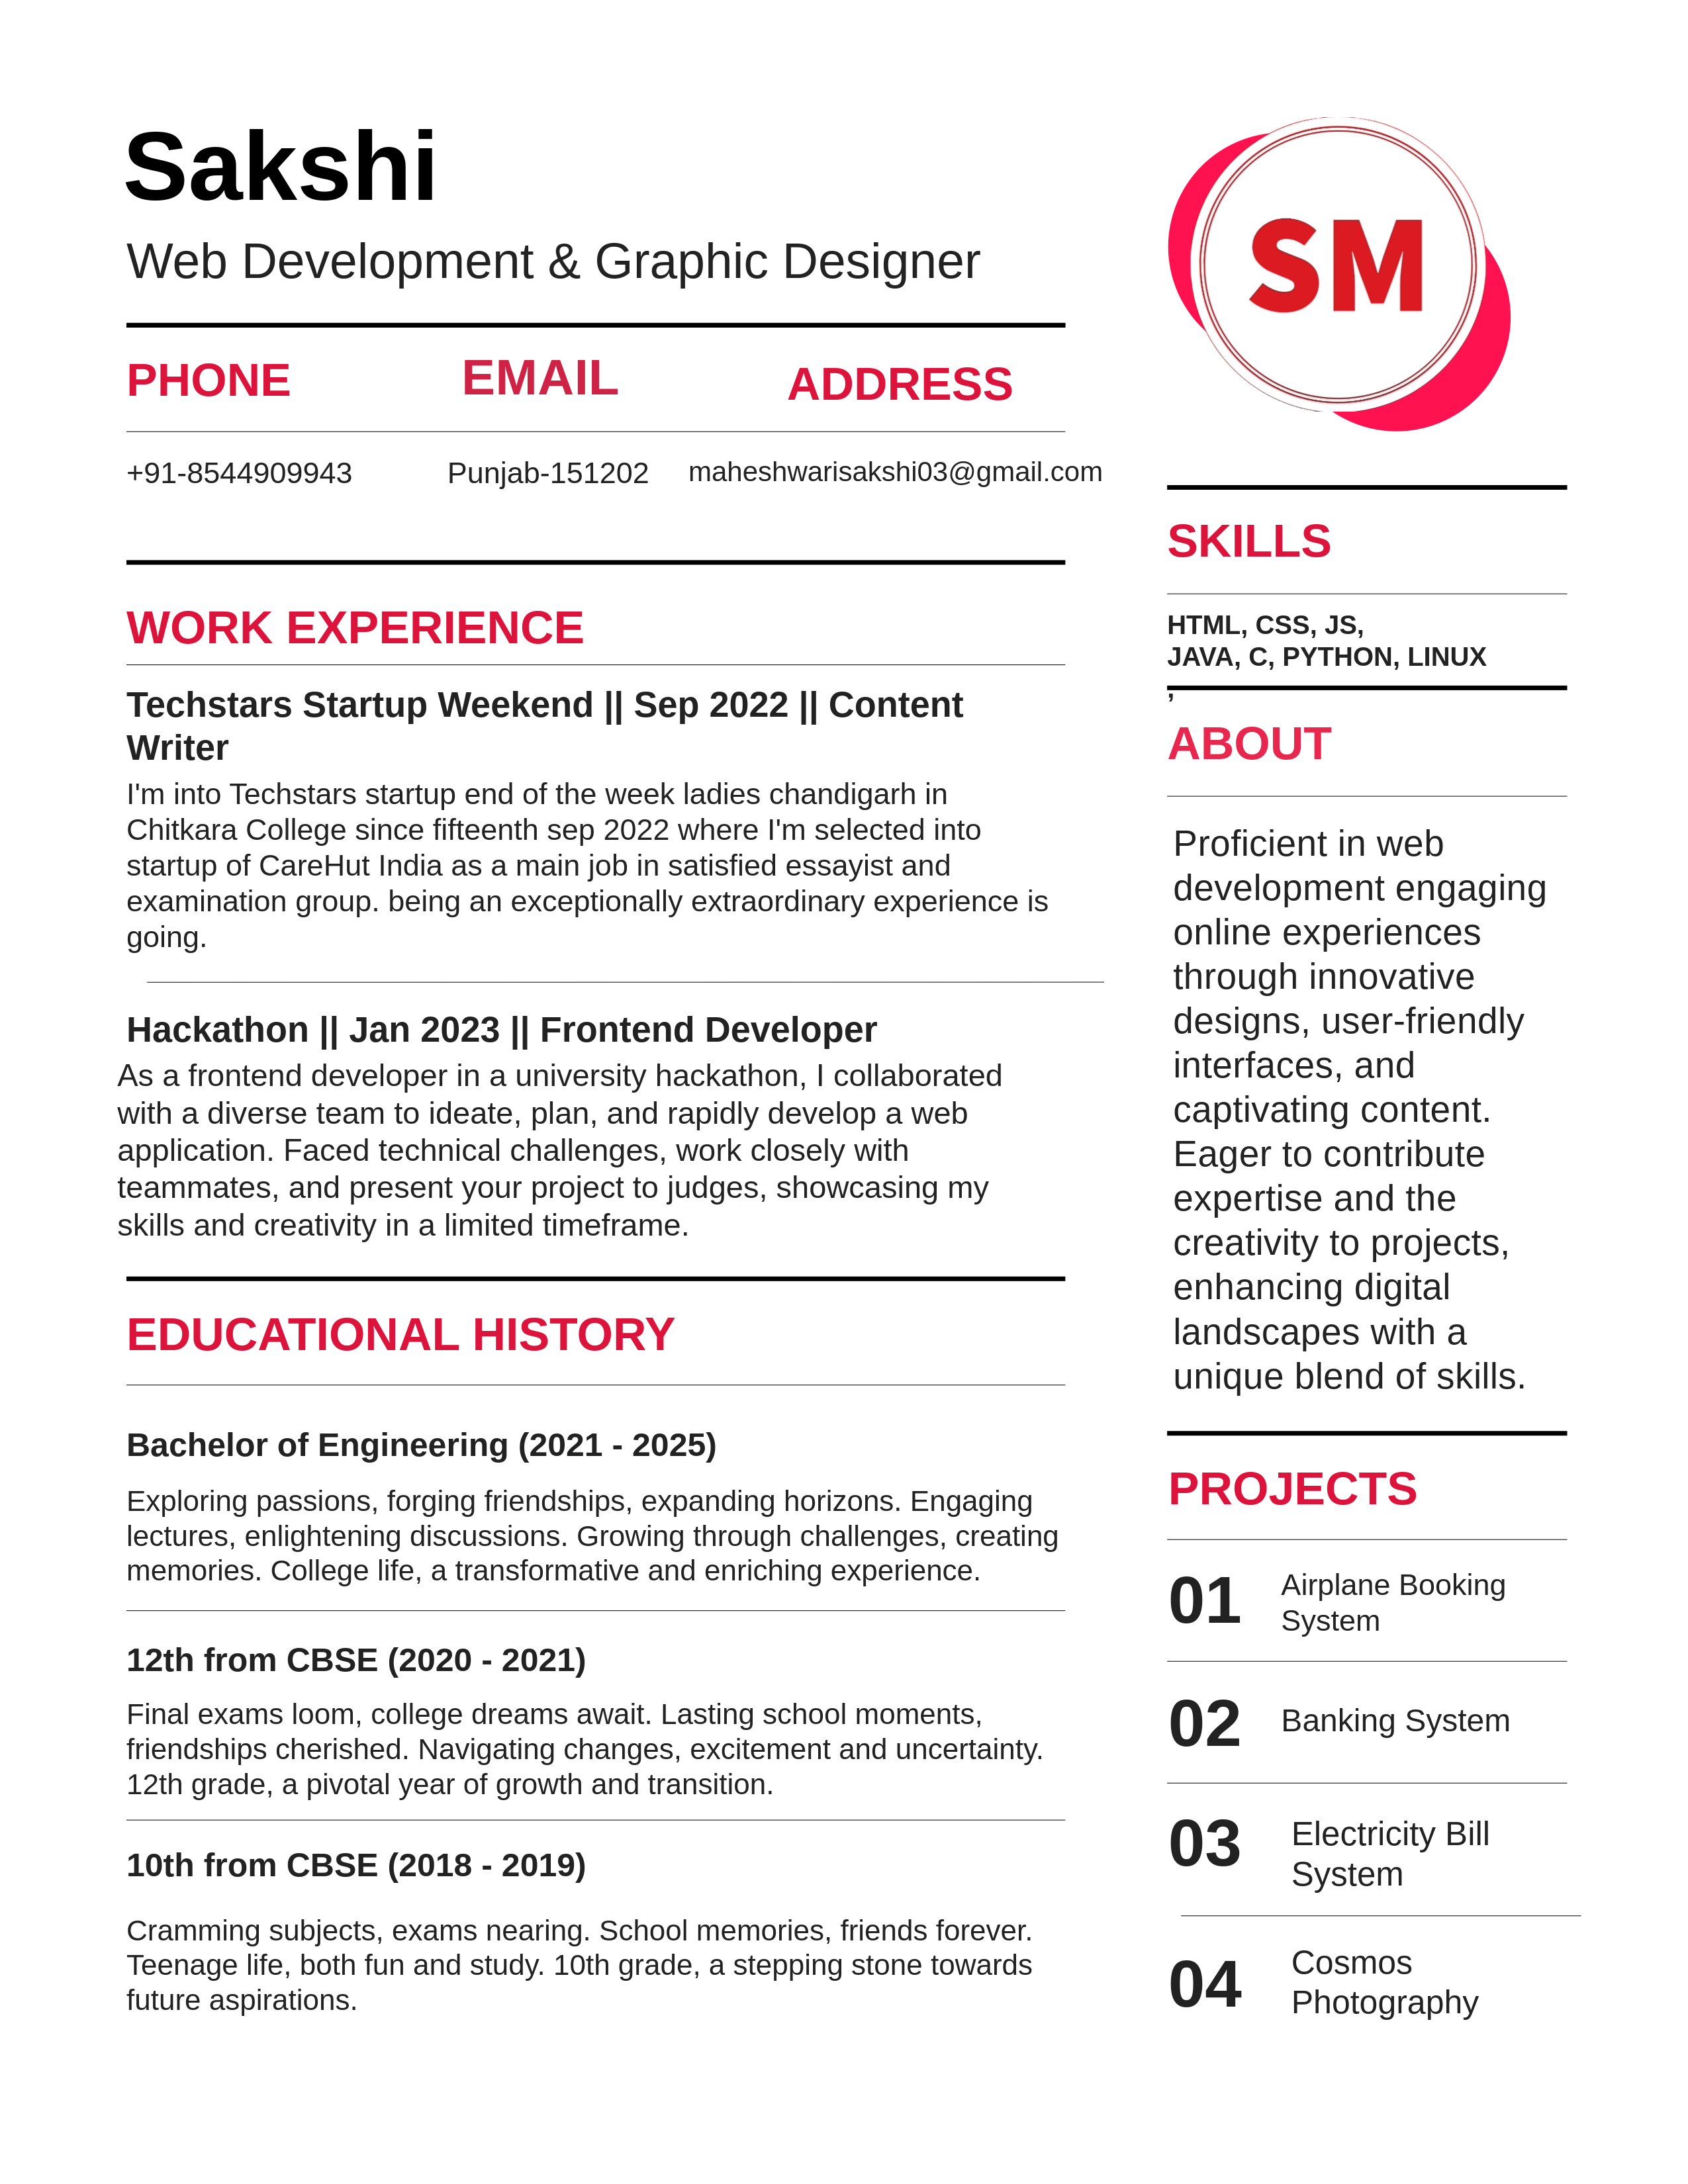 Sakshi
Web Development & Graphic Designer
PHONE
EMAIL
ADDRESS
+91-8544909943
Punjab-151202
maheshwarisakshi03@gmail.com
WORK EXPERIENCE
Techstars Startup Weekend || Sep 2022 || Content
Writer
I'm into Techstars startup end of the week ladies chandigarh in
Chitkara College since fifteenth sep 2022 where I'm selected into
startup of CareHut India as a main job in satisfied essayist and
examination group. being an exceptionally extraordinary experience is
going.
Hackathon || Jan 2023 || Frontend Developer
As a frontend developer in a university hackathon, I collaborated
with a diverse team to ideate, plan, and rapidly develop a web
application. Faced technical challenges, work closely with
teammates, and present your project to judges, showcasing my
skills and creativity in a limited timeframe.
EDUCATIONAL HISTORY
Bachelor of Engineering (2021 - 2025)
Exploring passions, forging friendships, expanding horizons. Engaging
lectures, enlightening discussions. Growing through challenges, creating
memories. College life, a transformative and enriching experience.
12th from CBSE (2020 - 2021)
Final exams loom, college dreams await. Lasting school moments,
friendships cherished. Navigating changes, excitement and uncertainty.
12th grade, a pivotal year of growth and transition.
10th from CBSE (2018 - 2019)
Cramming subjects, exams nearing. School memories, friends forever.
Teenage life, both fun and study. 10th grade, a stepping stone towards
future aspirations.
SM
SKILLS
HTML, CSS, JS,
JAVA, C, PYTHON, LINUX
,
ABOUT
Proficient in web
development engaging
online experiences
through innovative
designs, user-friendly
interfaces, and
captivating content.
Eager to contribute
expertise and the
creativity to projects,
enhancing digital
landscapes with a
unique blend of skills.
PROJECTS
01
Airplane Booking
System
02
Banking System
03
Electricity Bill
System
04
Cosmos
Photography